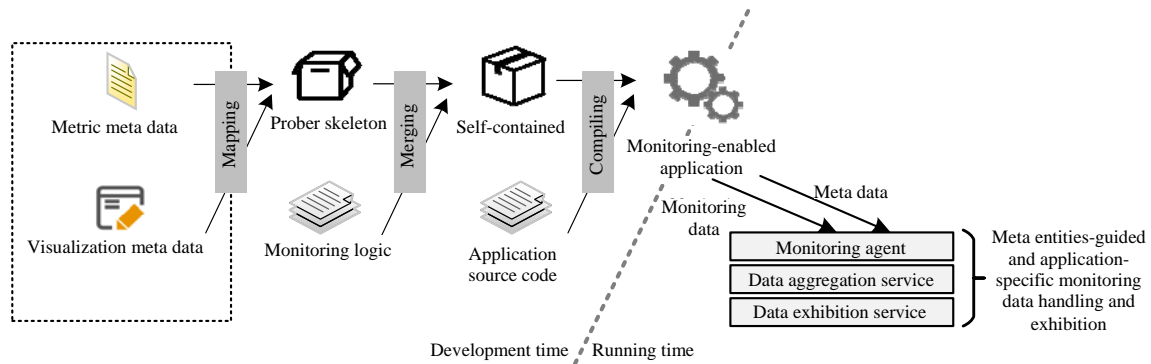 Metric meta data
Visualization meta data
Mapping
Prober skeleton
Monitoring logic
Merging
Self-contained
Application
source code
Compiling
Monitoring-enabled
application
Meta data
Monitoring
data
Monitoring agent
Data aggregation service
Data exhibition service
Meta entities-guided
and application-
specific monitoring
data handling and
exhibition
Development time
Running time